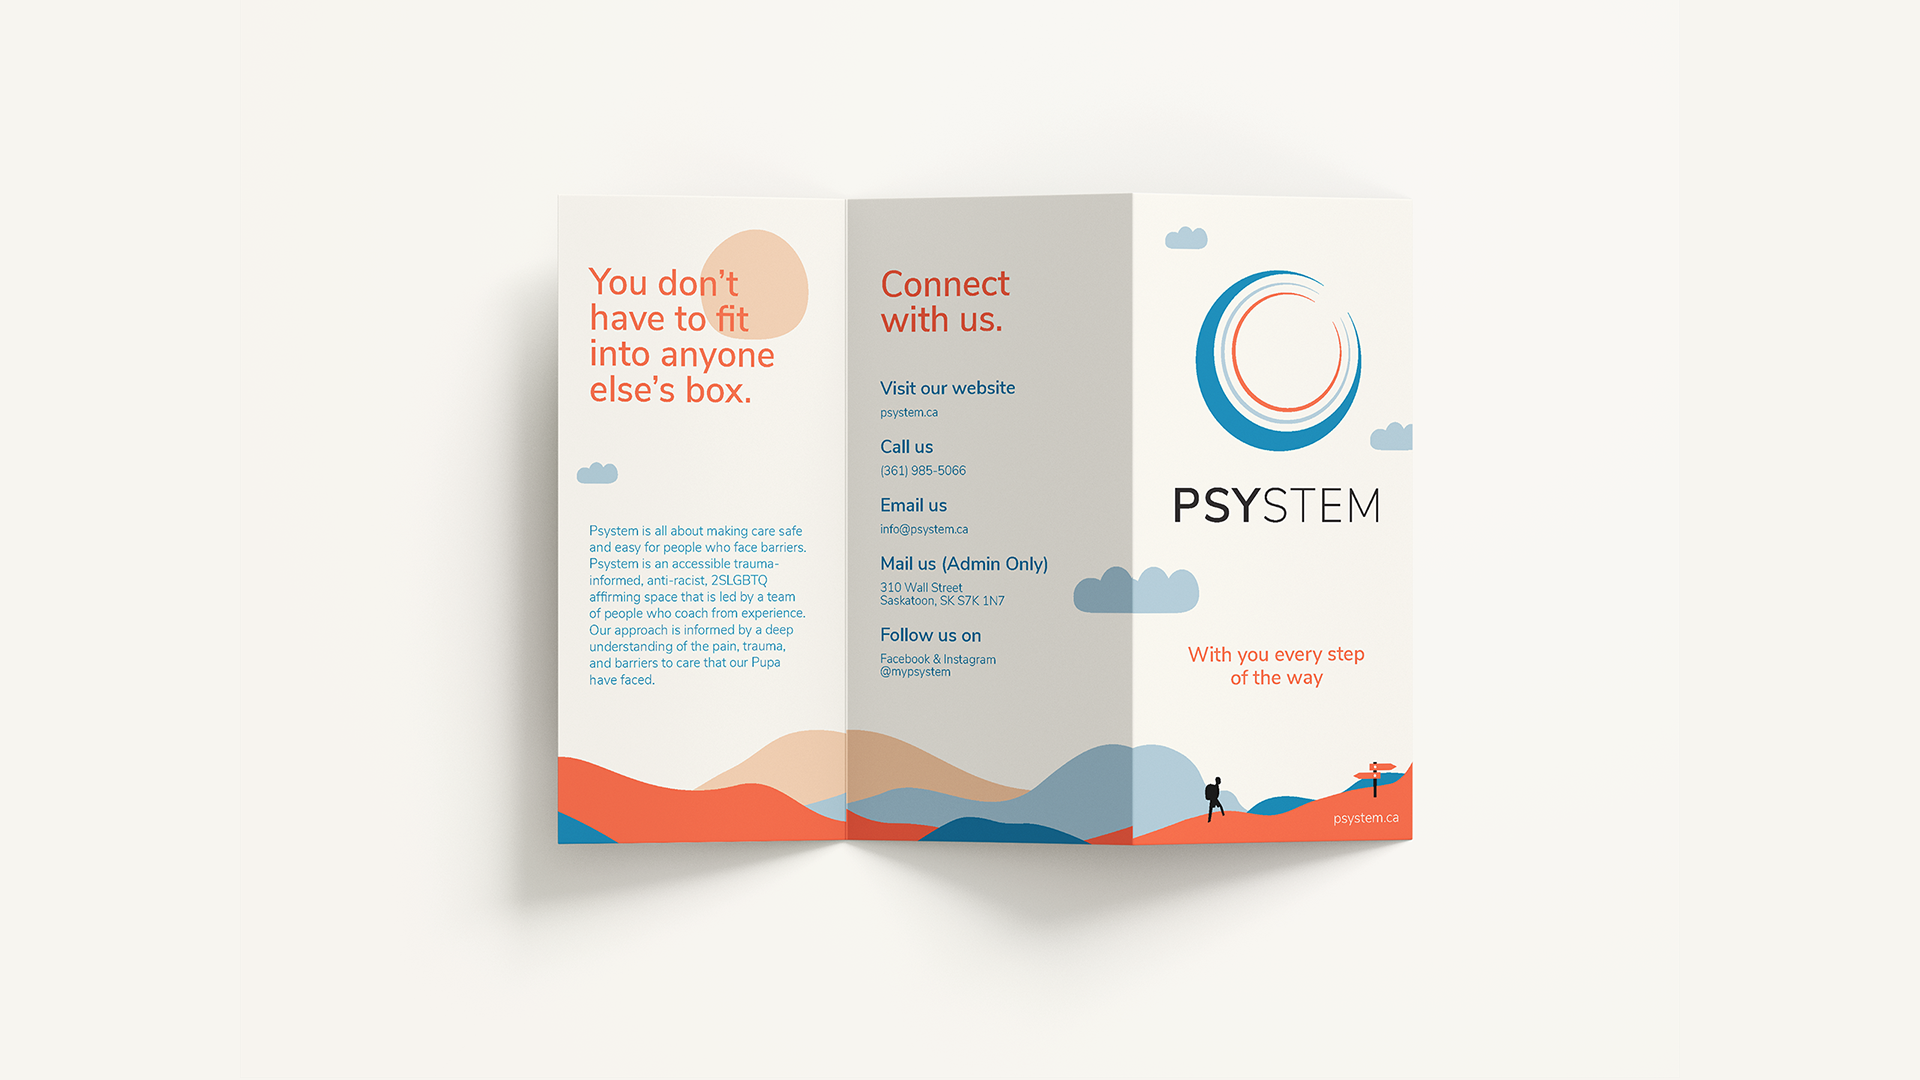 You don't
have to fit
into anyone
else's box.
Psystem is all about making care safe
and easy for people who face barriers.
Psystem is an accessible trauma-
informed, anti-racist, 2SLGBTQ
affirming space that is led by a team
of people who coach from experience.
Our approach is informed by a deep
understanding of the pain, trauma,
and barriers to care that our Pupa
have faced.
Connect
with us.
Visit our website
psystem.ca
Call us
(361) 985-5066
Email us
info@psystem.ca
Mail us (Admin Only)
310 Wall Street
Saskatoon, SK S7K 1N7
Follow us on
Facebook & Instagram
@mypsystem
PSYSTEM
With you every step
of the way
psystem.ca